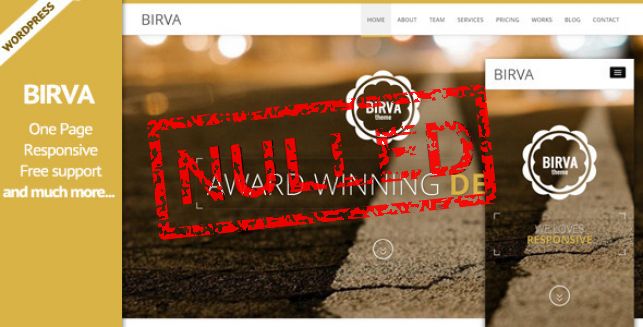 WORDPRESS
BIRVA
One Page
Responsive
Free support
and much more...
BIRVA
HOME ABOUT TEAM SERVICES PRICING WORKS BLOG CONTACT
BIRVA
theme
AWARD WINNING DE
NULLED
BIRVA
BIRVA
theme
WE LOVES
RESPONSIVE